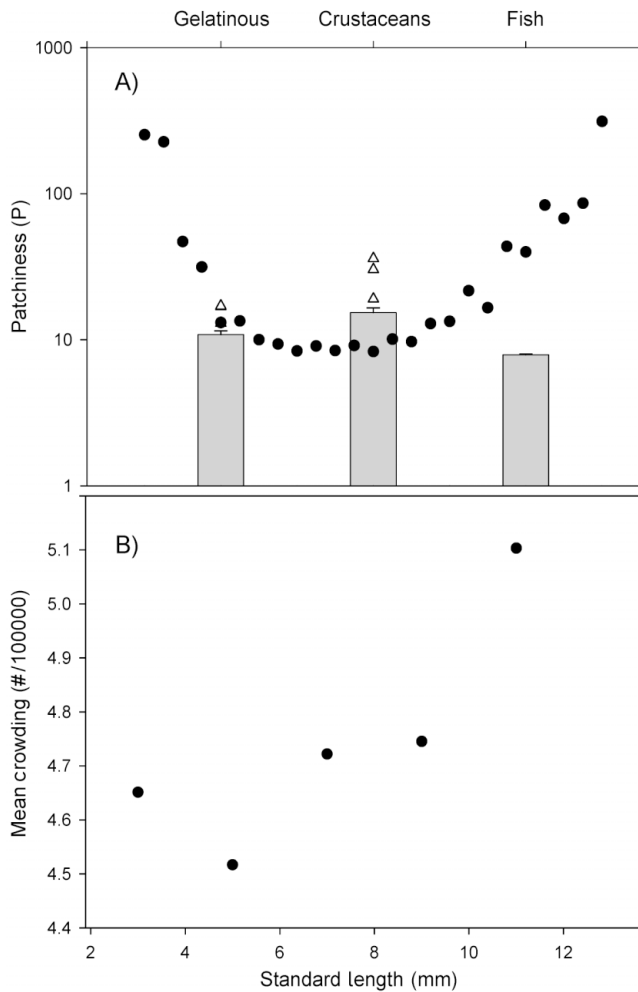 Gelatinous Crustaceans Fish
1000
A)
100
Patchiness (P)
10
1
B)
5.1
5.0
4.9
Mean crowding (#/100000)
4.8
4.7
4.6
4.5
4.4
2 4 6 8 10 12
Standard length (mm)